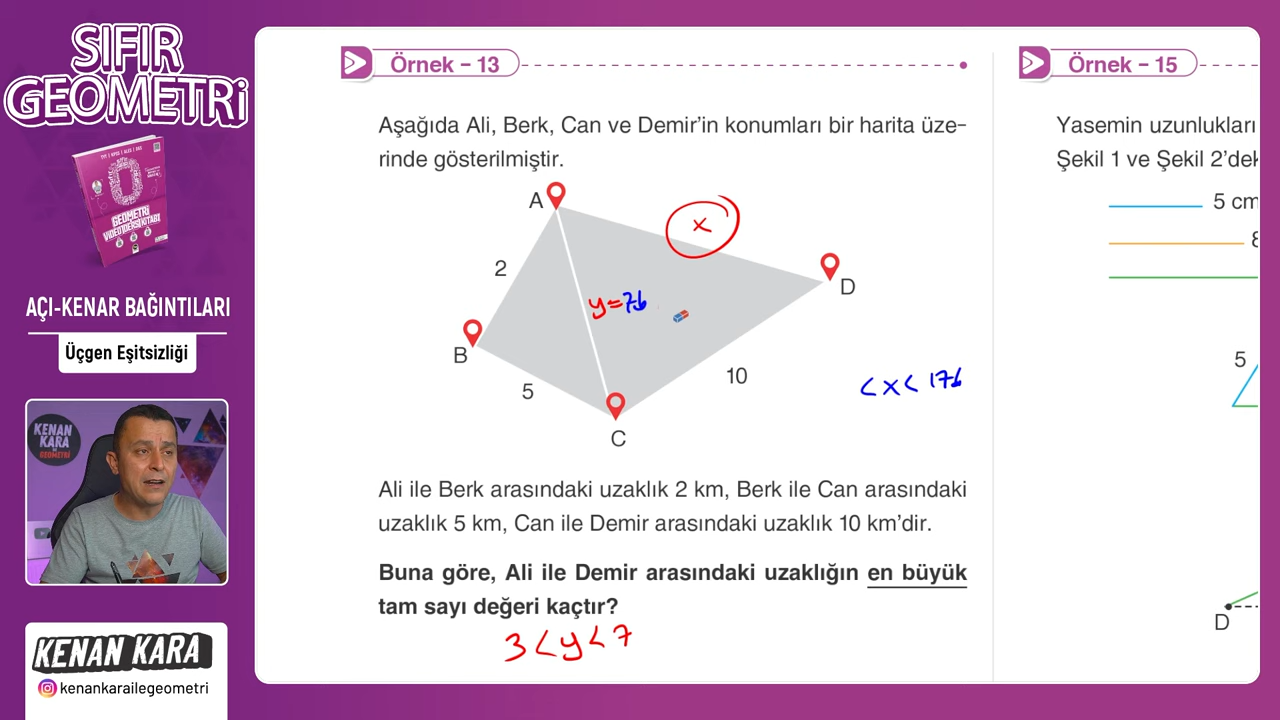 SIFIR
GEOMETRİ
GEOMETRİ
VİDEO DERS KİTABI
AÇI-KENAR BAĞINTILARI
Üçgen Eşitsizliği
KENAN
KARA
GEOMETRİ
KENAN KARA
kenankarailegeometri
Örnek – 13
Aşağıda Ali, Berk, Can ve Demir'in konumları bir harita üze-
rinde gösterilmiştir.
A
x
2
D
y=
B
10
5
< x <
C
Ali ile Berk arasındaki uzaklık 2 km, Berk ile Can arasındaki
uzaklık 5 km, Can ile Demir arasındaki uzaklık 10 km'dir.
Buna göre, Ali ile Demir arasındaki uzaklığın en büyük
tam sayı değeri kaçtır?
3 < y < 7
Örnek – 15
Yasemin uzunlukları
Şekil 1 ve Şekil 2'dek
5 cm
5
D